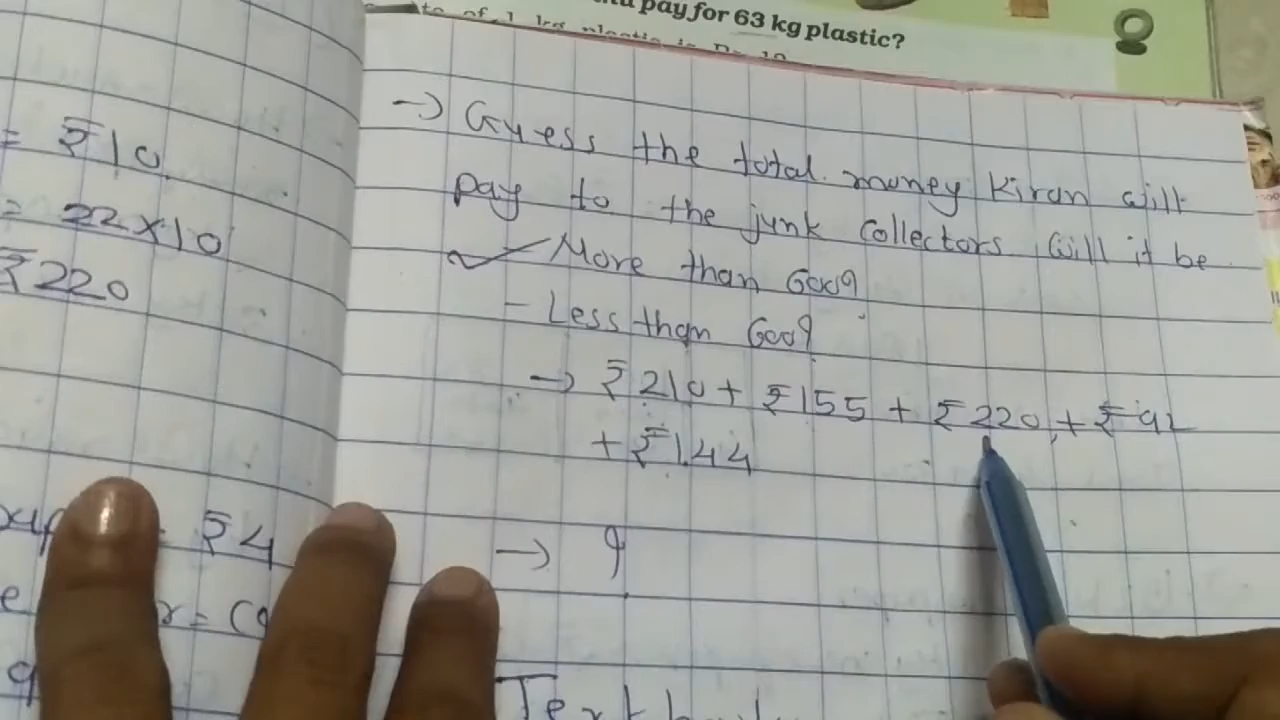 pay for 63 kg plastic?
= ₹10
= 22×10
₹220
₹4
→ Guess the total money Kiran will
pay to the junk collectors will it be
✓ - More than 600?
- Less than 600?
→ ₹210 + ₹155 + ₹220 + ₹92
+ ₹144
→ 9